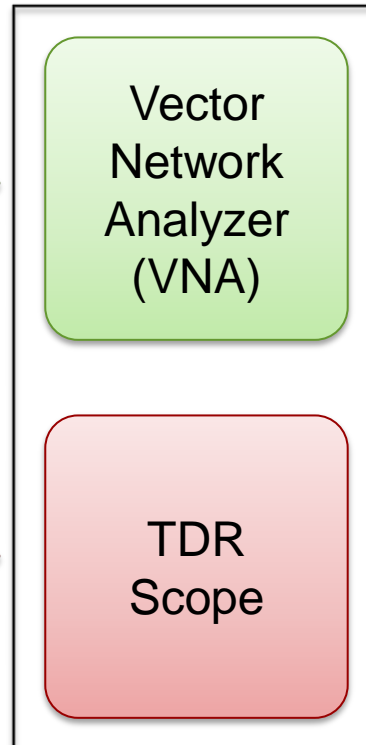 Vector
Network
Analyzer
(VNA)
TDR
Scope